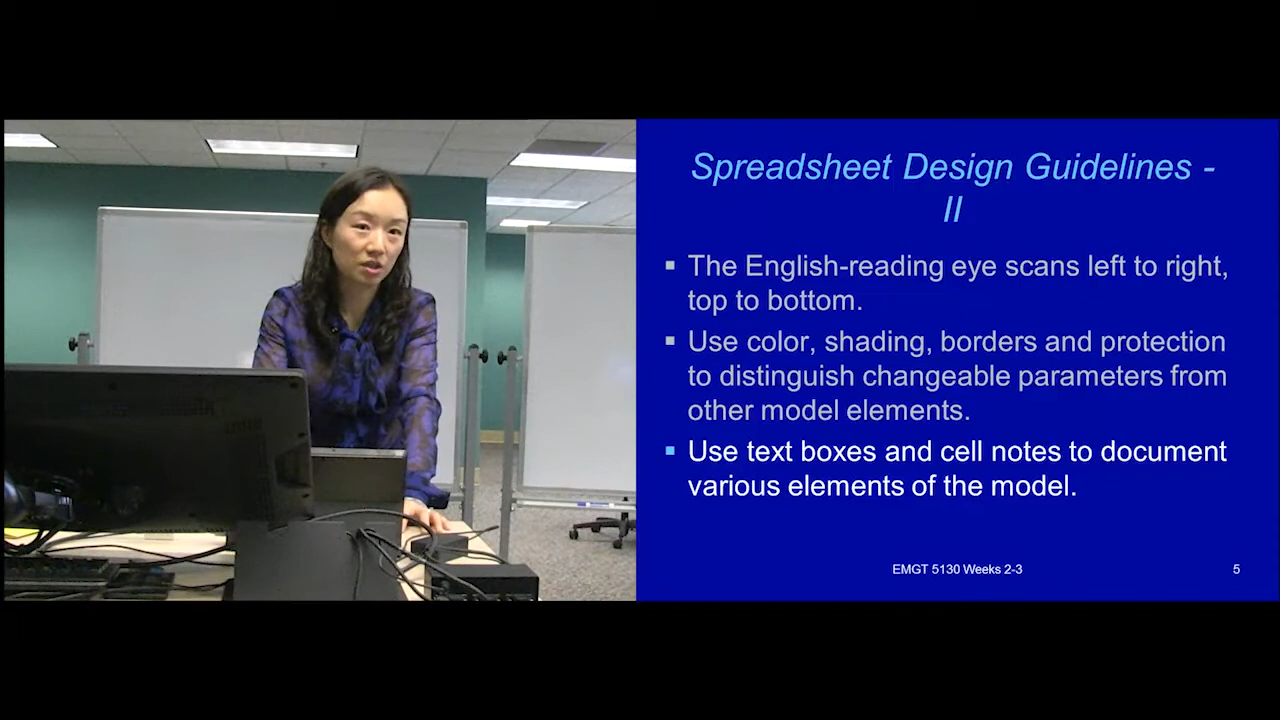 Spreadsheet Design Guidelines -
II
▪ The English-reading eye scans left to right,
top to bottom.
▪ Use color, shading, borders and protection
to distinguish changeable parameters from
other model elements.
▪ Use text boxes and cell notes to document
various elements of the model.
EMGT 5130 Weeks 2-3
5